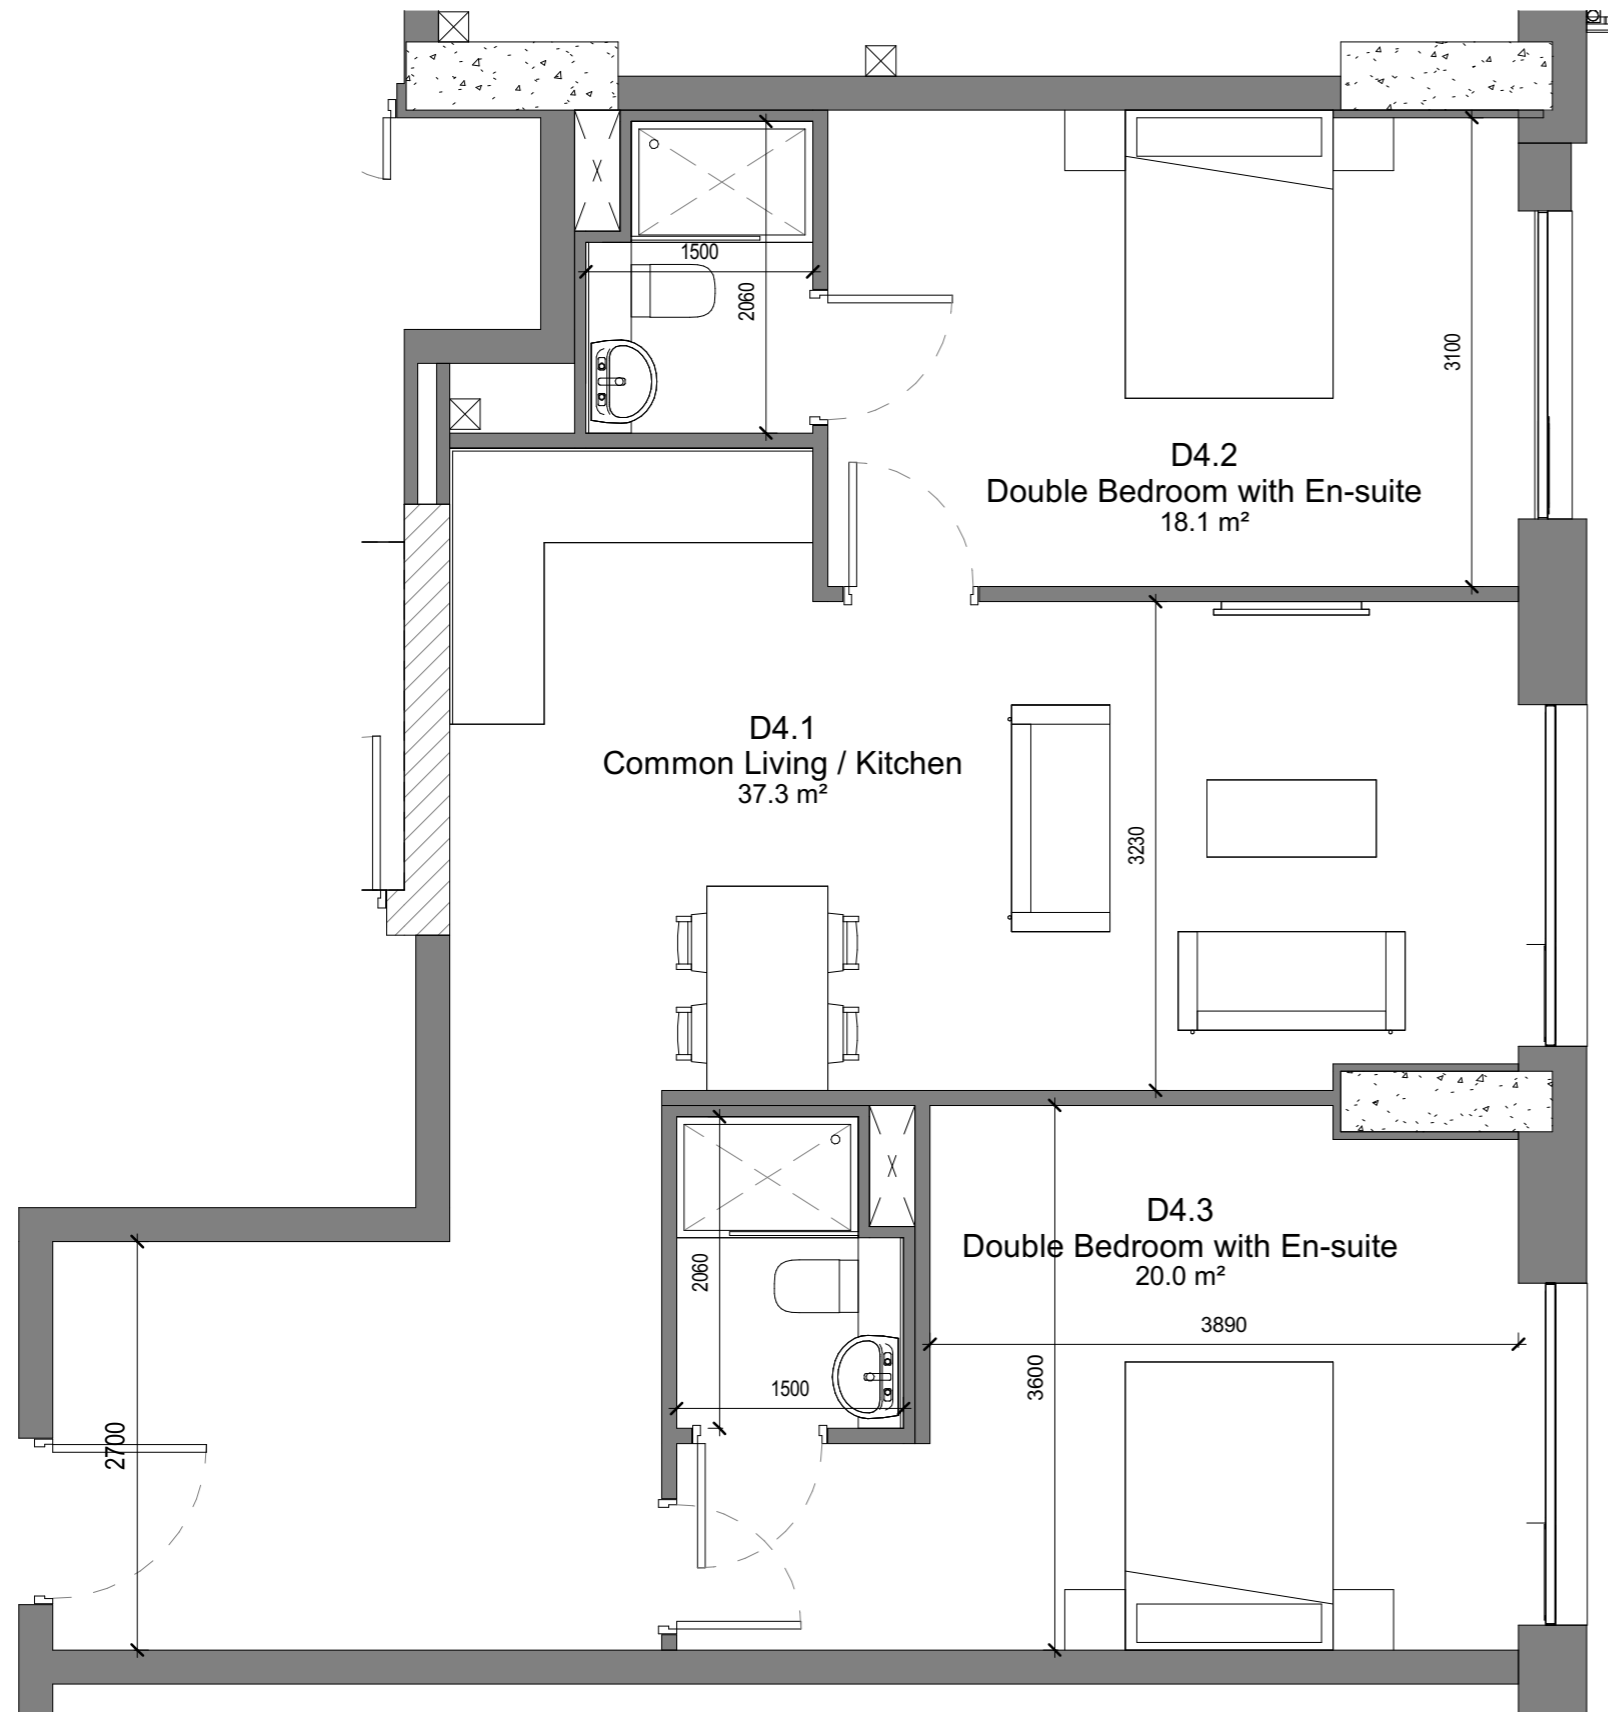 1500
2060
3100
D4.2
Double Bedroom with En-suite
18.1 m²
D4.1
Common Living / Kitchen
37.3 m²
3230
D4.3
Double Bedroom with En-suite
20.0 m²
2060
3890
3600
1500
2700